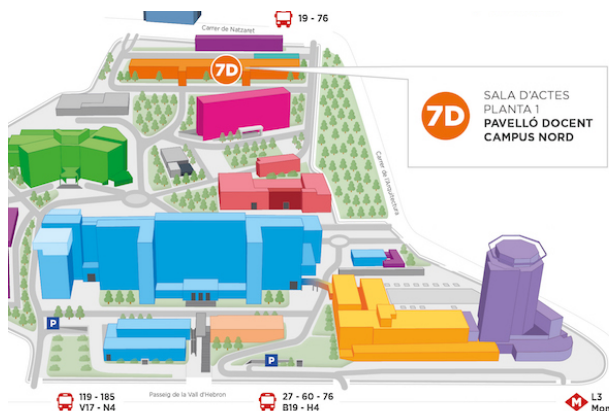 19 - 76
Carrer de Natzaret
7D
7D
SALA D'ACTES
PLANTA 1
PAVELLÓ DOCENT
CAMPUS NORD
Carrer de l'Arquitectura
P
P
119 - 185
V17 - N4
Passeig de la Vall d'Hebron
27 - 60 - 76
B19 - H4
M
L3